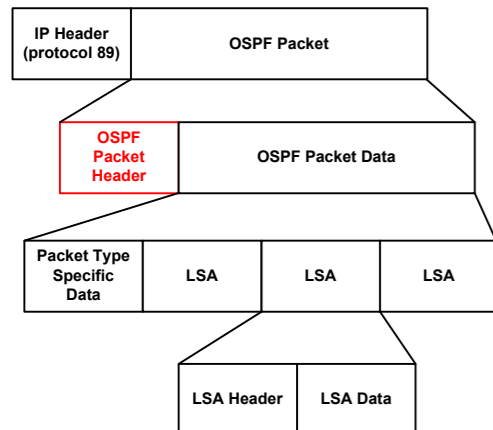 IP Header
(protocol 89)
OSPF Packet
OSPF
Packet
Header
OSPF Packet Data
Packet Type
Specific
Data
LSA
LSA
LSA
LSA Header
LSA Data